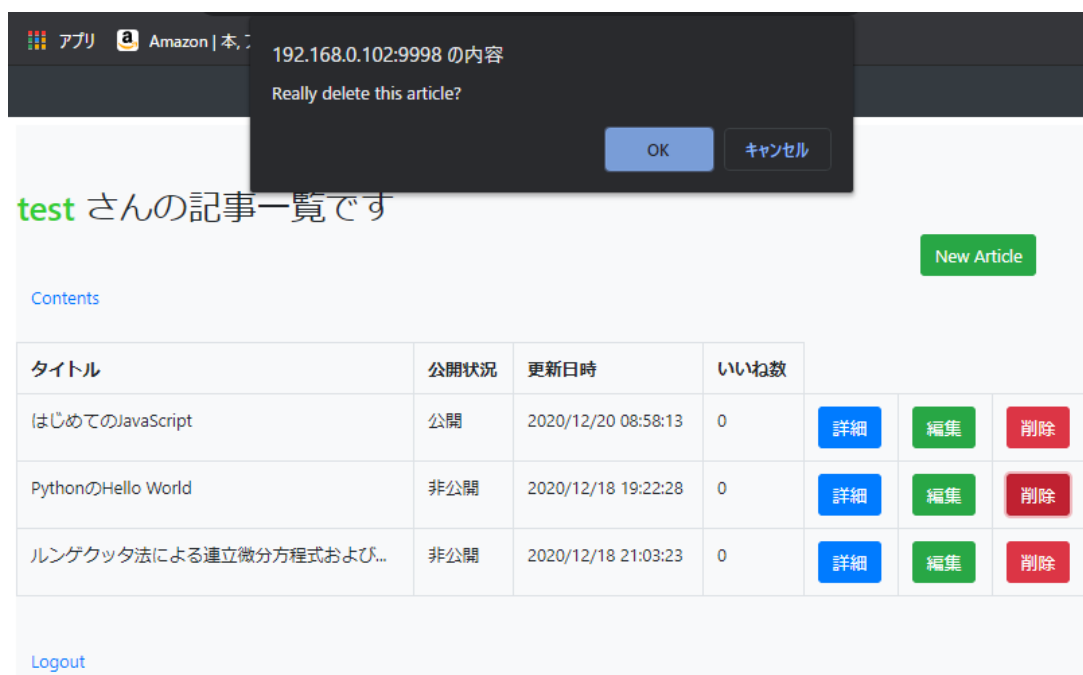 アプリ Amazon | 本,
192.168.0.102:9998 の内容
Really delete this article?
OK キャンセル
test さんの記事一覧です
New Article
Contents
タイトル 公開状況 更新日時 いいね数
はじめてのJavaScript 公開 2020/12/20 08:58:13 0 詳細 編集 削除
PythonのHello World 非公開 2020/12/18 19:22:28 0 詳細 編集 削除
ルンゲクッタ法による連立微分方程式および... 非公開 2020/12/18 21:03:23 0 詳細 編集 削除
Logout